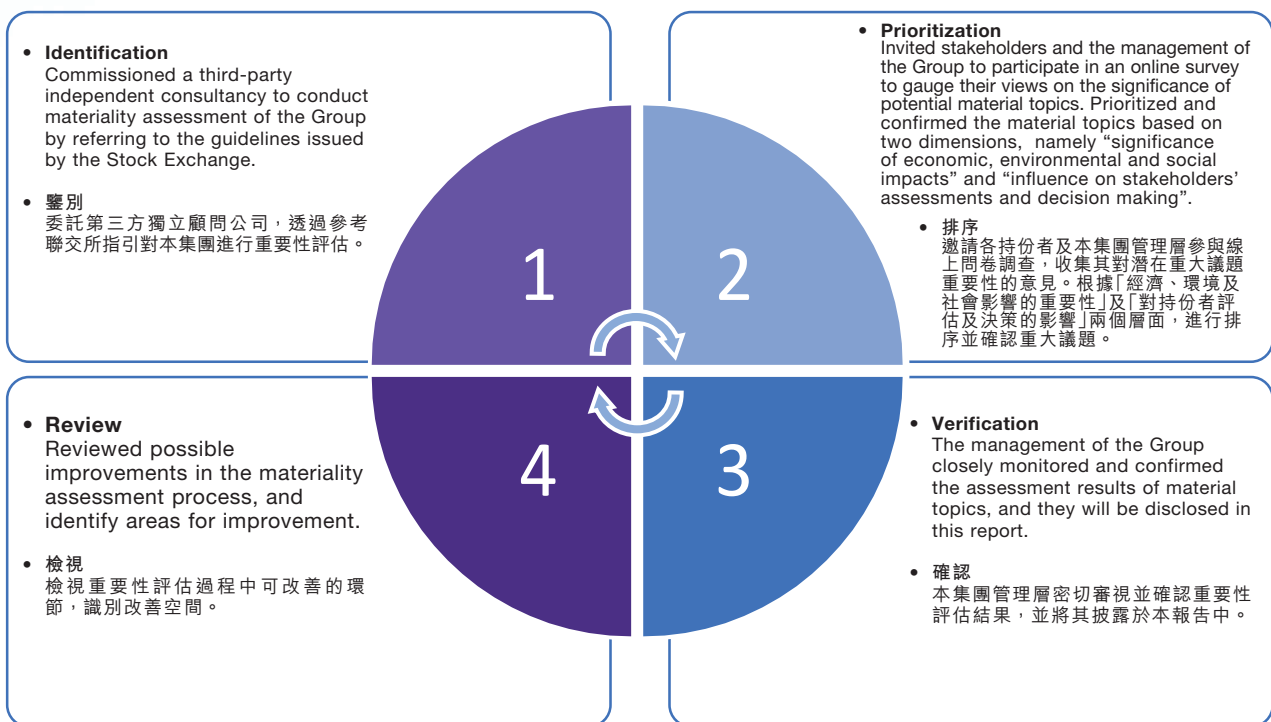 • Identification
Commissioned a third-party
independent consultancy to conduct
materiality assessment of the Group
by referring to the guidelines issued
by the Stock Exchange.
• 鑒別
委託第三方獨立顧問公司，透過參考
聯交所指引對本集團進行重要性評估。
1
• Prioritization
Invited stakeholders and the management of
the Group to participate in an online survey
to gauge their views on the significance of
potential material topics. Prioritized and
confirmed the material topics based on
two dimensions, namely “significance
of economic, environmental and social
impacts” and “influence on stakeholders’
assessments and decision making”.
• 排序
邀請各持份者及本集團管理層參與線
上問卷調查，收集其對潛在重大議題
重要性的意見。根據「經濟、環境及
社會影響的重要性」及「對持份者評
估及決策的影響」兩個層面，進行排
序並確認重大議題。
2
• Verification
The management of the Group
closely monitored and confirmed
the assessment results of material
topics, and they will be disclosed in
this report.
• 確認
本集團管理層密切審視並確認重要性
評估結果，並將其披露於本報告中。
3
• Review
Reviewed possible
improvements in the materiality
assessment process, and
identify areas for improvement.
• 檢視
檢視重要性評估過程中可改善的環
節，識別改善空間。
4